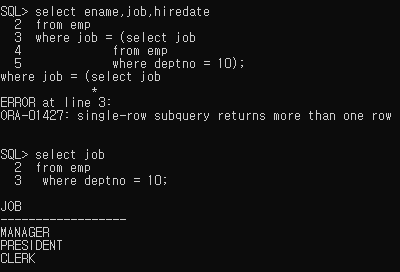 SQL> select ename,job,hiredate
  2  from emp
  3  where job = (select job
  4              from emp
  5              where deptno = 10);
where job = (select job
             *
ERROR at line 3:
ORA-01427: single-row subquery returns more than one row
SQL> select job
  2  from emp
  3   where deptno = 10;
JOB
------------------
MANAGER
PRESIDENT
CLERK